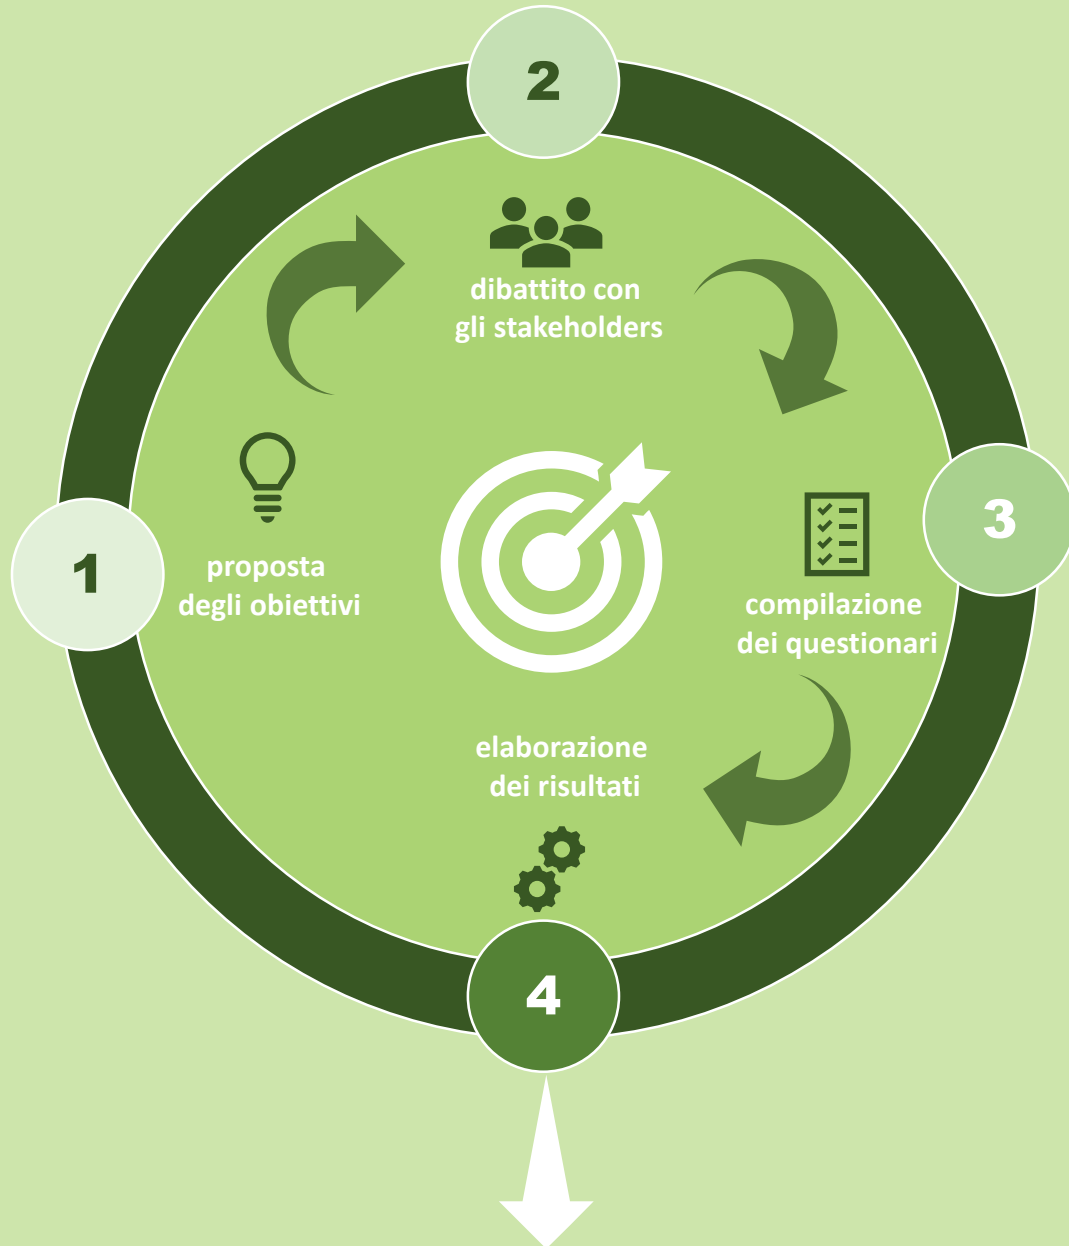 1
proposta
degli obiettivi
2
dibattito con
gli stakeholders
3
compilazione
dei questionari
4
elaborazione
dei risultati